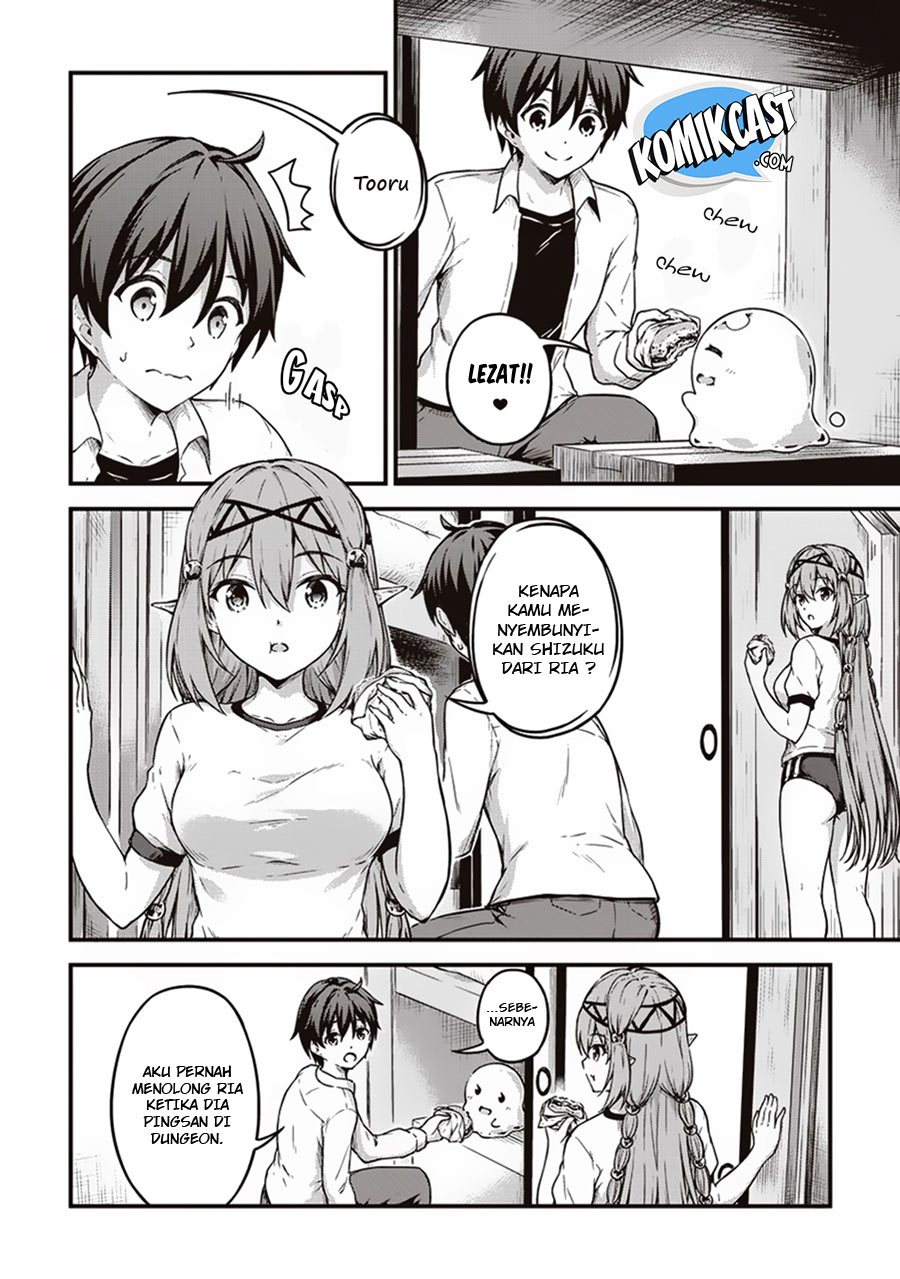 KOMIKCAST
.COM
Chew
Chew
LEZAT!!
♥
Tooru
GASP
KENAPA
KAMU ME-
NYEMBUNYI-
KAN SHIZUKU
DARI RIA ?
...SEBE-
NARNYA
AKU PERNAH
MENOLONG RIA
KETIKA DIA
PINGSAN DI
DUNGEON.